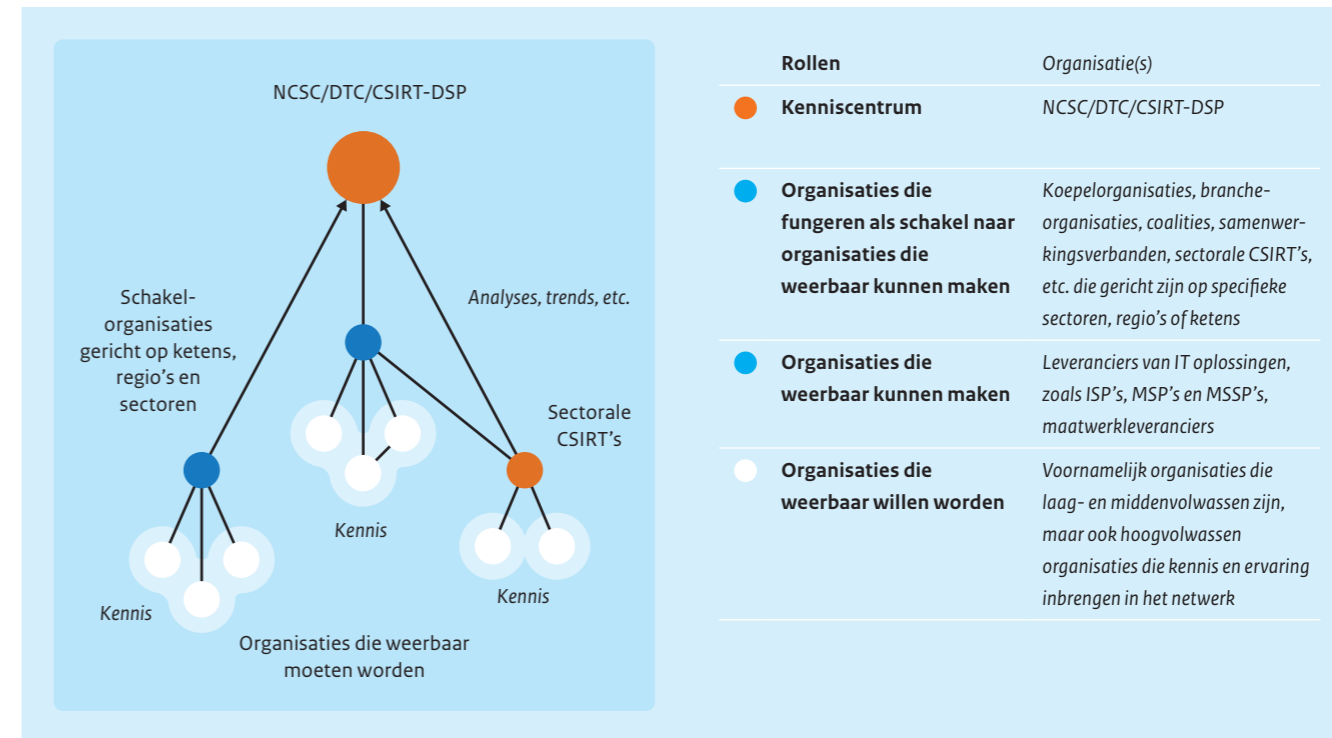 NCSC/DTC/CSIRT-DSP
Schakel-
organisaties
gericht op ketens,
regio's en
sectoren
Analyses, trends, etc.
Sectorale
CSIRT's
Kennis
Kennis
Kennis
Organisaties die weerbaar
moeten worden
Rollen
Organisatie(s)
Kenniscentrum
NCSC/DTC/CSIRT-DSP
Organisaties die
fungeren als schakel naar
organisaties die
weerbaar kunnen maken
Koepelorganisaties, branche-
organisaties, coalities, samenwer-
kingsverbanden, sectorale CSIRT's,
etc. die gericht zijn op specifieke
sectoren, regio's of ketens
Organisaties die
weerbaar kunnen maken
Leveranciers van IT oplossingen,
zoals ISP's, MSP's en MSSP's,
maatwerkleveranciers
Organisaties die
weerbaar willen worden
Voornamelijk organisaties die
laag- en middenvolwassen zijn,
maar ook hoogvolwassen
organisaties die kennis en ervaring
inbrengen in het netwerk